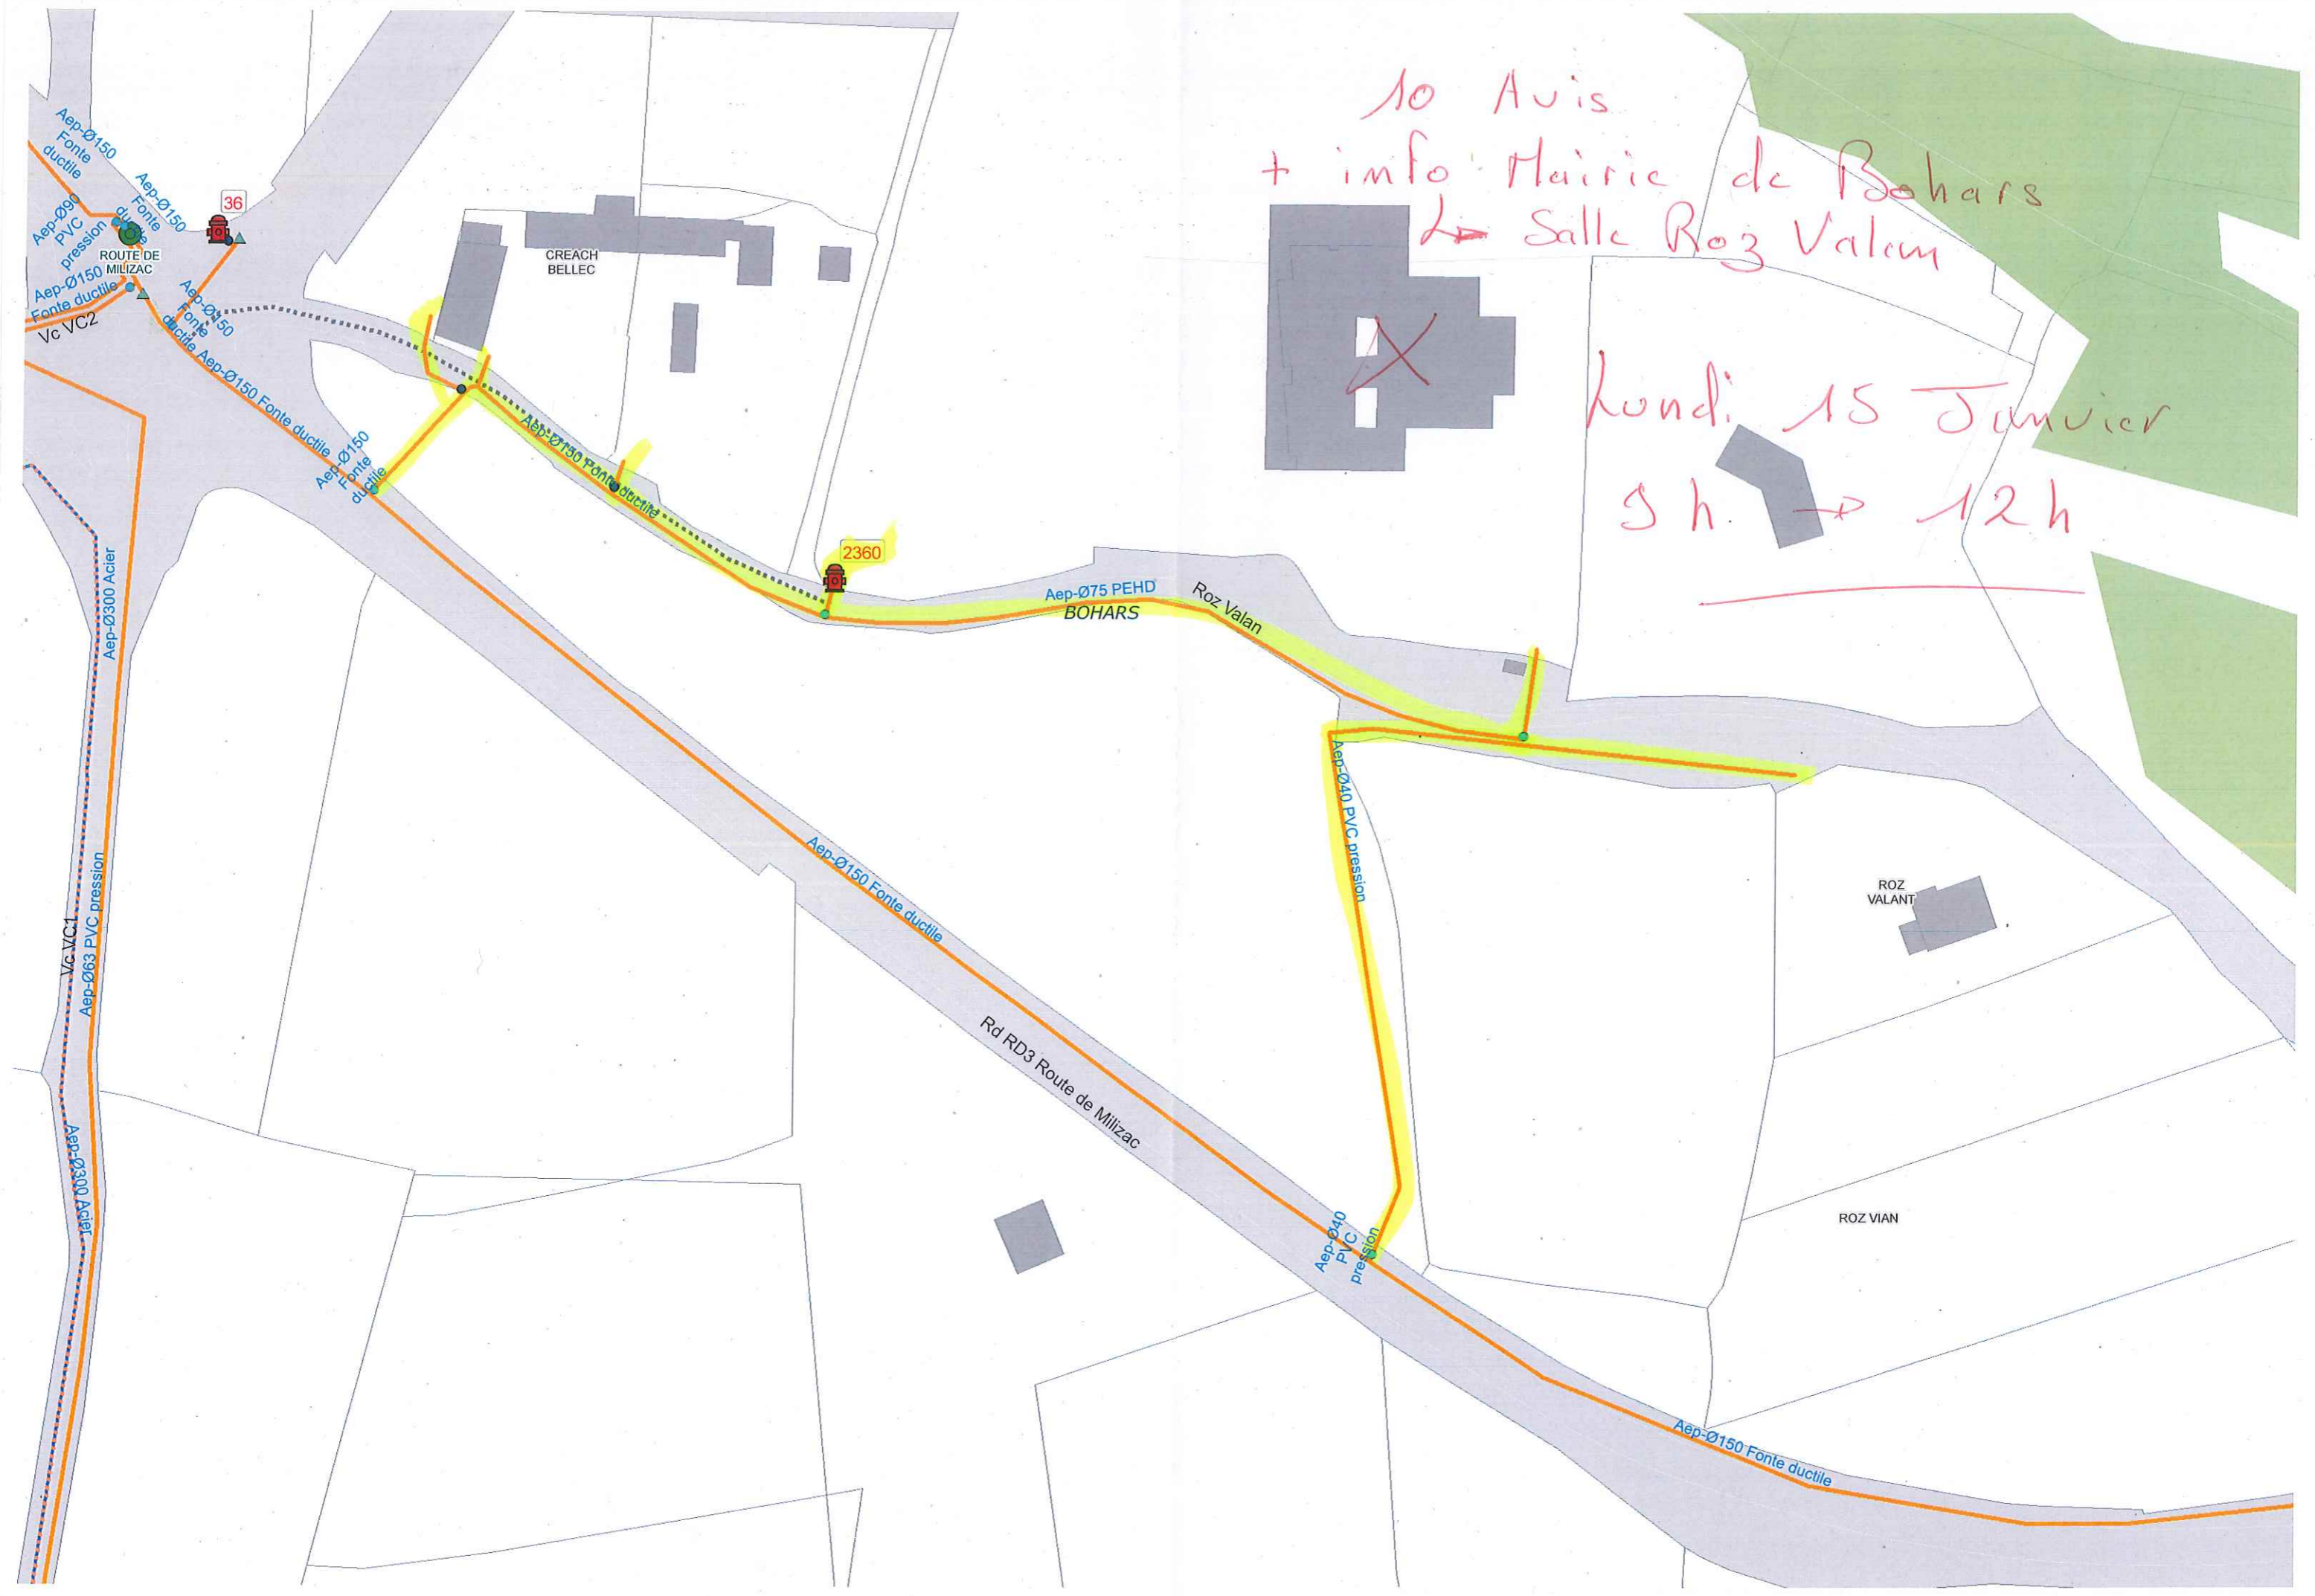 10 Avis
+ info Mairie de Bohars
↳ Salle Roz Valan
Lundi 15 Janvier
9h. → 12h
Aep-Ø150
Fonte
ductile
Aep-Ø150
Fonte
ductile
36
Aep-Ø90
PVC
pression
ROUTE DE
MILIZAC
Aep-Ø150
Fonte ductile
Vc VC2
Aep-Ø150
Fonte
ductile
CREACH
BELLEC
Aep-Ø150 Fonte ductile
Aep-Ø150
Fonte
ductile
Aep-Ø150 Fonte ductile
2360
Aep-Ø75 PEHD
BOHARS
Roz Valan
Aep-Ø300 Acier
Aep-Ø40 PVC pression
Aep-Ø150 Fonte ductile
Vc VC1
Aep-Ø63 PVC pression
ROZ
VALANT
Rd RD3 Route de Milizac
Aep-Ø300 Acier
Aep-Ø40
PVC
pression
ROZ VIAN
Aep-Ø150 Fonte ductile